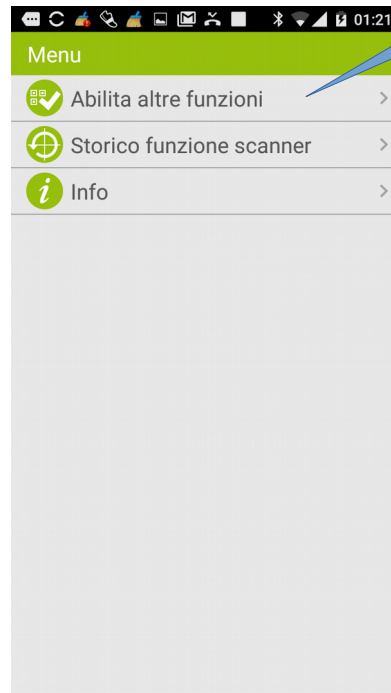 01:21
Menu
Abilita altre funzioni
Storico funzione scanner
Info